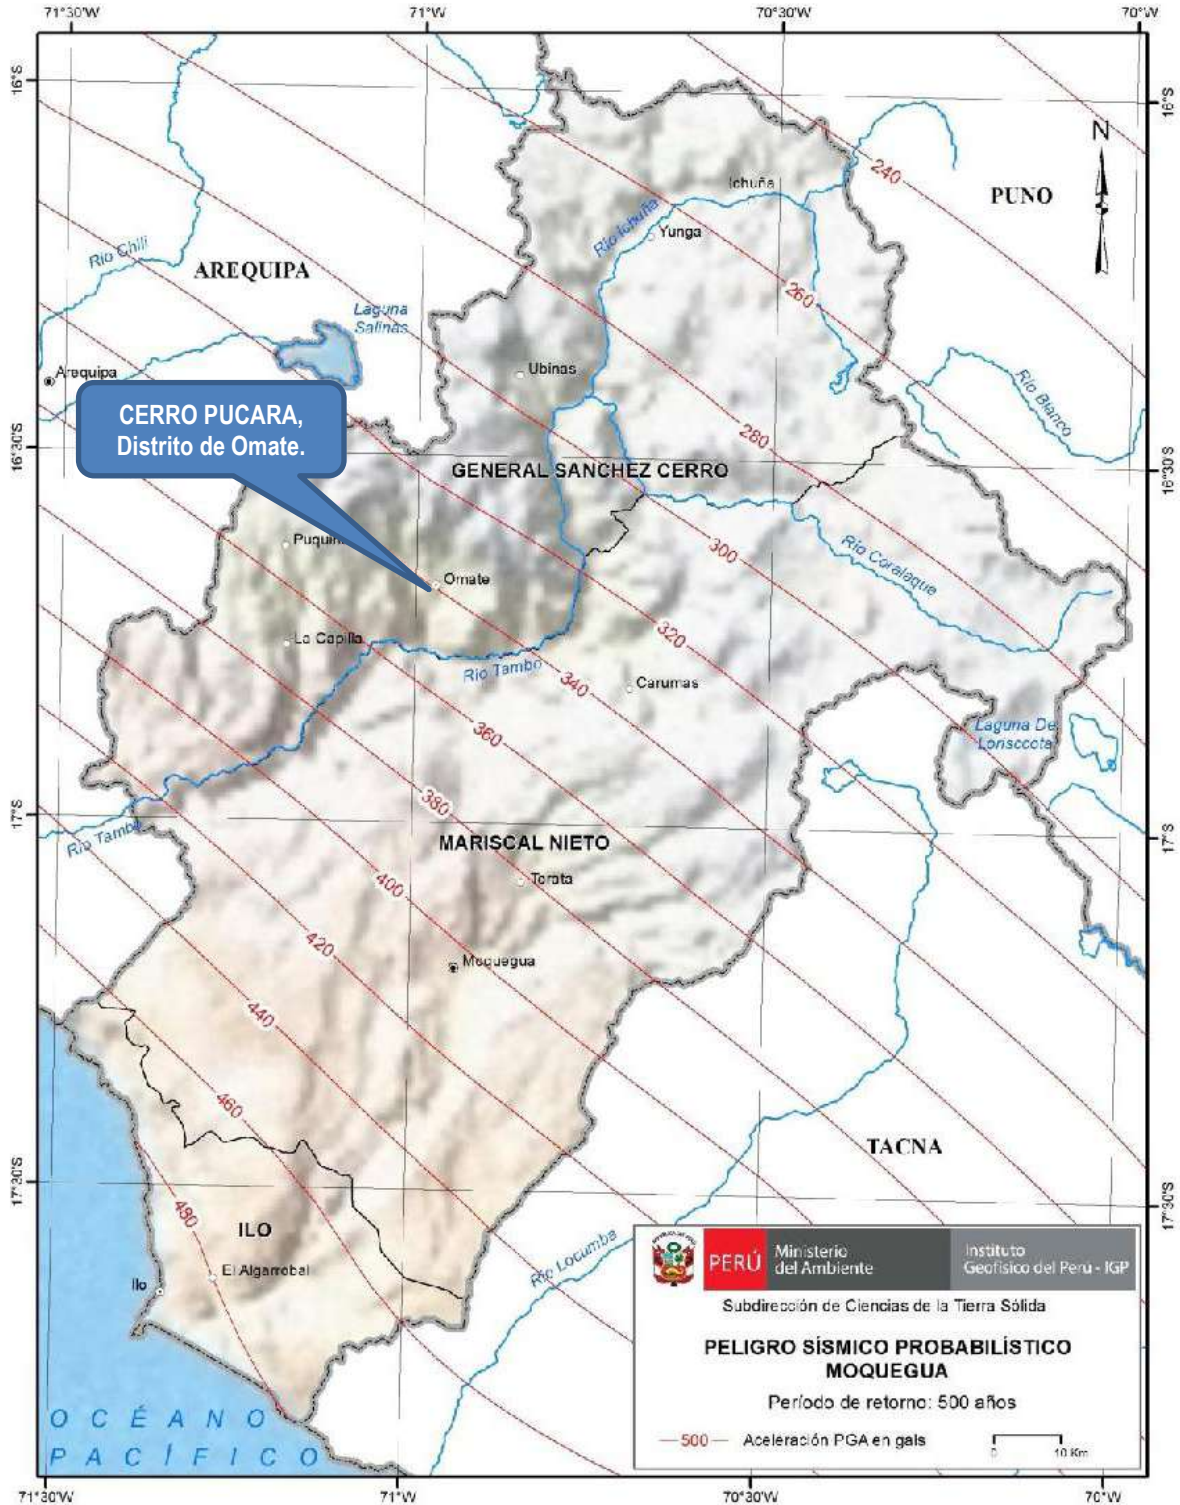 71°30'W
71°W
70°30'W
70°W
16°S
16°S
240
N
PUNO
Ichuña
Río Ichuña
Yunga
Río Chili
AREQUIPA
260
Laguna
Salinas
Ubinas
Arequipa
Río Blanco
CERRO PUCARA,
Distrito de Omate.
280
16°30'S
GENERAL SANCHEZ CERRO
16°30'S
Puquin
300
Río Coralaque
Omate
La Capilla
320
Río Tambo
340
Carumas
360
Laguna De
Loriscota
380
17°S
Río Tambo
MARISCAL NIETO
17°S
Torata
400
420
Moquegua
440
460
TACNA
17°30'S
17°30'S
480
ILO
El Algarrobal
Ilo
Río Locumba
PERÚ
Ministerio
del Ambiente
Instituto
Geofísico del Perú - IGP
Subdirección de Ciencias de la Tierra Sólida
PELIGRO SÍSMICO PROBABILÍSTICO
MOQUEGUA
Período de retorno: 500 años
500 Aceleración PGA en gals
0 10 Km
OCÉANO
PACÍFICO
71°30'W
71°W
70°30'W
70°W